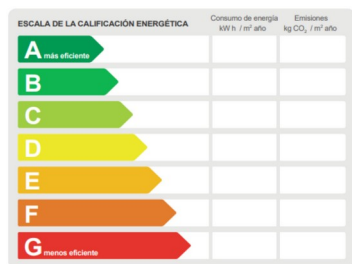 ESCALA DE LA CALIFICACIÓN ENERGÉTICA
Consumo de energía
kW h / m² año
Emisiones
kg CO₂ / m² año
A más eficiente
B
C
D
E
F
G menos eficiente